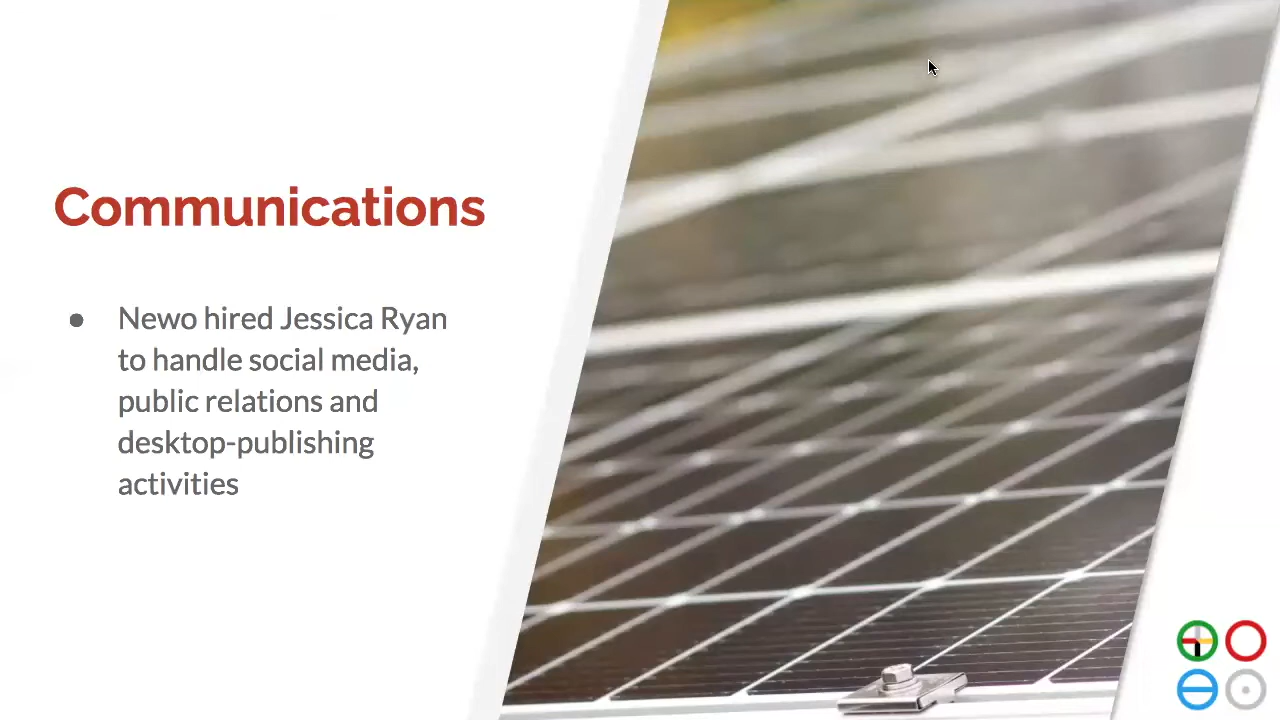 Communications
● Newo hired Jessica Ryan
to handle social media,
public relations and
desktop-publishing
activities